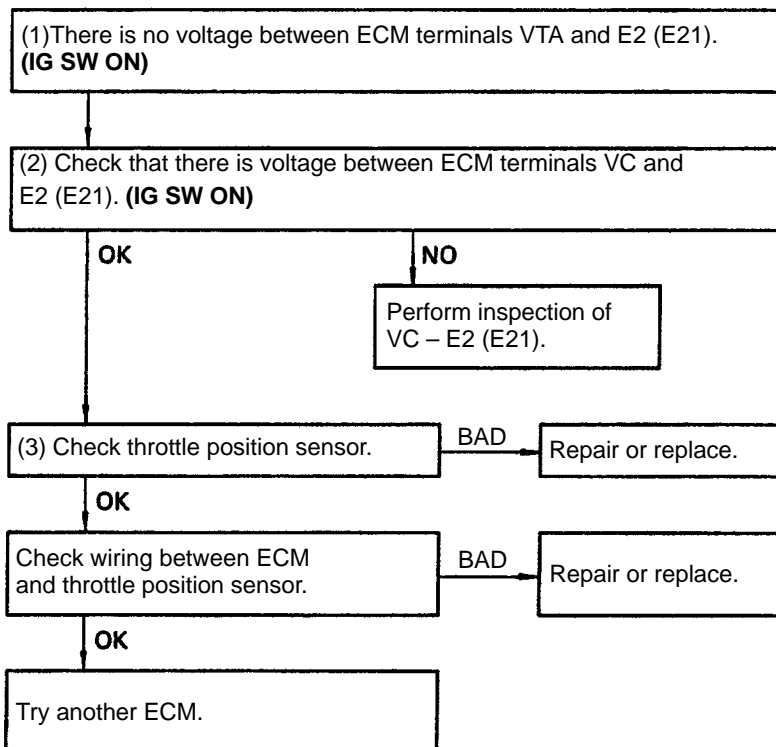 (1)There is no voltage between ECM terminals VTA and E2 (E21).
(IG SW ON)
(2) Check that there is voltage between ECM terminals VC and
E2 (E21). (IG SW ON)
OK
NO
Perform inspection of
VC – E2 (E21).
(3) Check throttle position sensor.
BAD
Repair or replace.
OK
Check wiring between ECM
and throttle position sensor.
BAD
Repair or replace.
OK
Try another ECM.